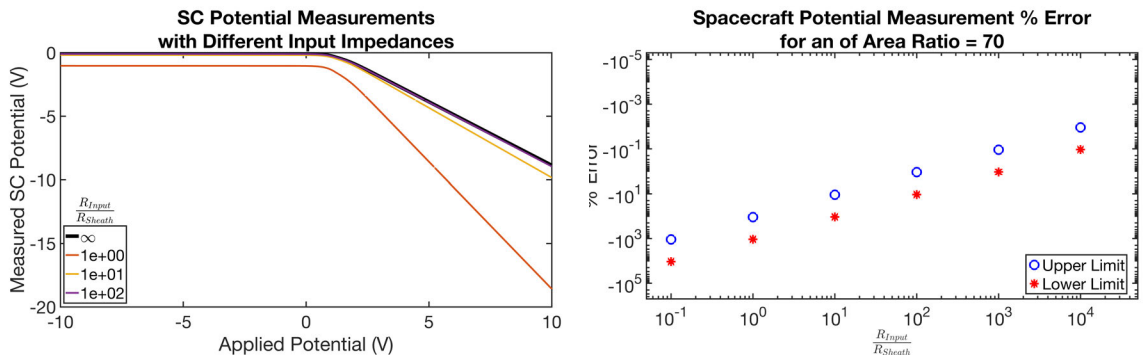 SC Potential Measurements
with Different Input Impedances
Measured SC Potential (V)
0
-5
-10
-15
-20
R_Input
R_Sheath
∞
1e+00
1e+01
1e+02
-10
-5
0
5
10
Applied Potential (V)
Spacecraft Potential Measurement % Error
for an of Area Ratio = 70
% Error
-10^-5
-10^-3
-10^-1
-10^1
-10^3
-10^5
Upper Limit
Lower Limit
10^-1
10^0
10^1
10^2
10^3
10^4
R_Input
R_Sheath